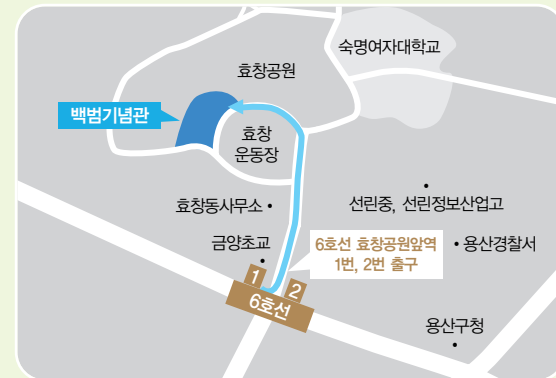 숙명여자대학교
효창공원
백범기념관
효창
운동장
효창동사무소
선린중, 선린정보산업고
금양초교
6호선 효창공원앞역
1번, 2번 출구
용산경찰서
1
2
6호선
용산구청